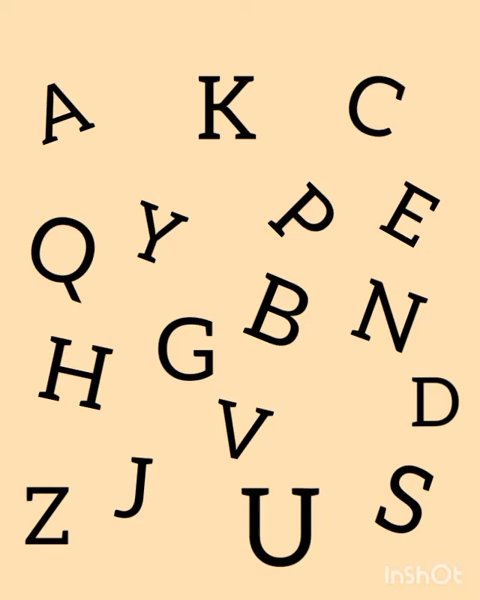 A K C
Q Y P E
H G B N
V D
Z J U S
InShOt